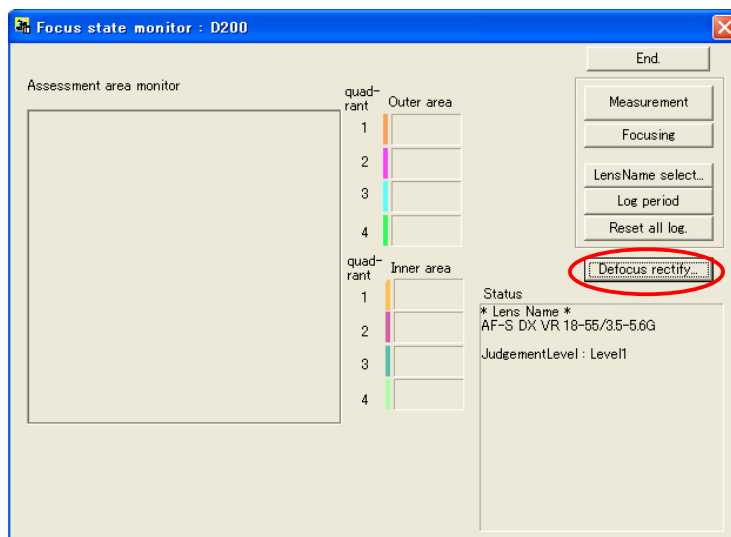 Focus state monitor : D200
End.
Assessment area monitor
quad-
rant
Outer area
1
2
3
4
quad-
rant
Inner area
1
2
3
4
Measurement
Focusing
LensName select...
Log period
Reset all log.
Defocus rectify...
Status
* Lens Name *
AF-S DX VR 18-55/3.5-5.6G
JudgementLevel : Level1